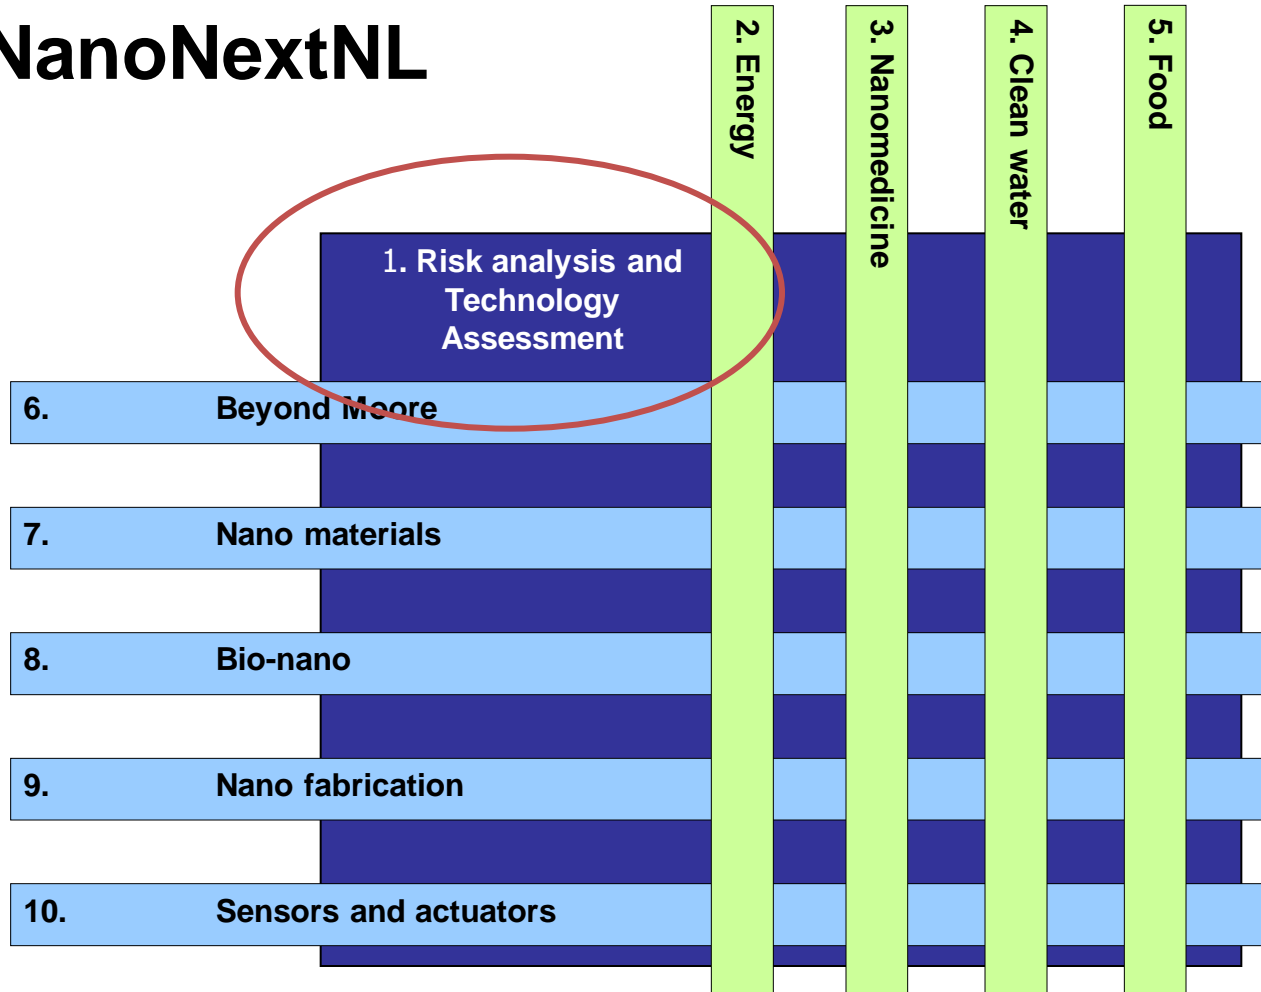 NanoNextNL
2. Energy
3. Nanomedicine
4. Clean water
5. Food
1. Risk analysis and
Technology
Assessment
6. Beyond Moore
7. Nano materials
8. Bio-nano
9. Nano fabrication
10. Sensors and actuators